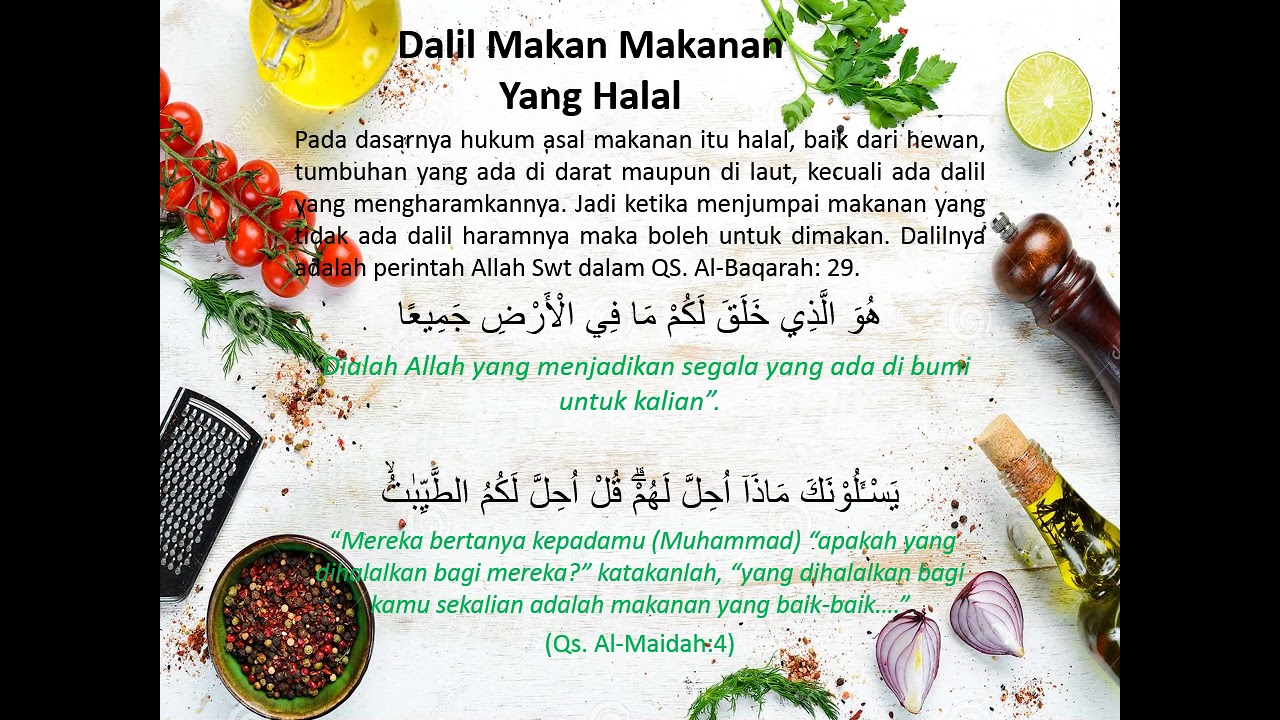 Dalil Makan Makanan
Yang Halal
Pada dasarnya hukum asal makanan itu halal, baik dari hewan,
tumbuhan yang ada di darat maupun di laut, kecuali ada dalil
yang mengharamkannya. Jadi ketika menjumpai makanan yang
tidak ada dalil haramnya maka boleh untuk dimakan. Dalilnya
adalah perintah Allah Swt dalam QS. Al-Baqarah: 29.
هُوَ الَّذِي خَلَقَ لَكُمْ مَا فِي الْأَرْضِ جَمِيعًا
“Dialah Allah yang menjadikan segala yang ada di bumi
untuk kalian”.
يَسْـَٔلُوْنَكَ مَاذَآ اُحِلَّ لَهُمْۗ قُلْ اُحِلَّ لَكُمُ الطَّيِّبٰتُۙ
“Mereka bertanya kepadamu (Muhammad) “apakah yang
dihalalkan bagi mereka?” katakanlah, “yang dihalalkan bagi
kamu sekalian adalah makanan yang baik-baik....”
(Qs. Al-Maidah:4)